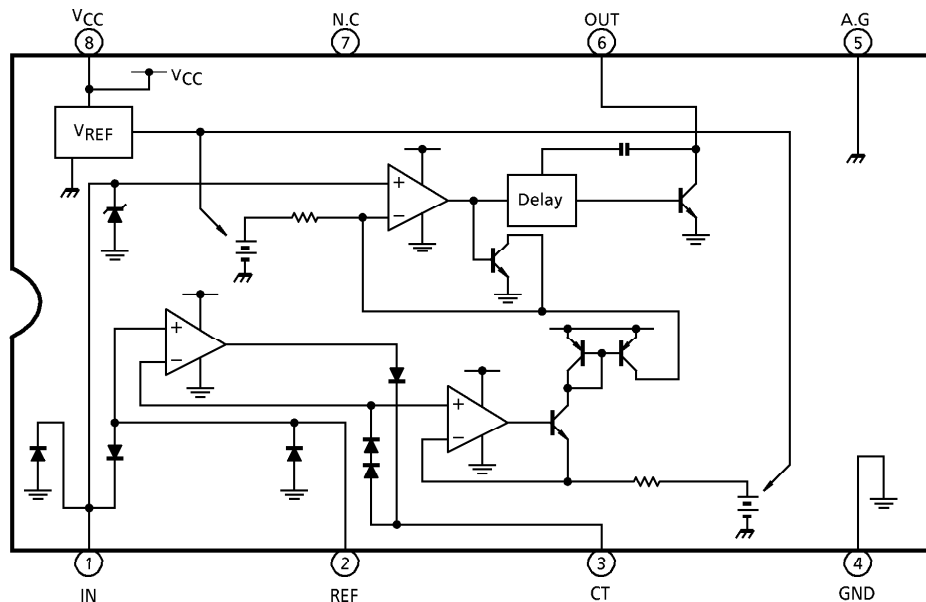 VCC N.C OUT A.G
8 7 6 5
VCC
VREF
+
−
Delay
+
−
+
−
1 2 3 4
IN REF CT GND